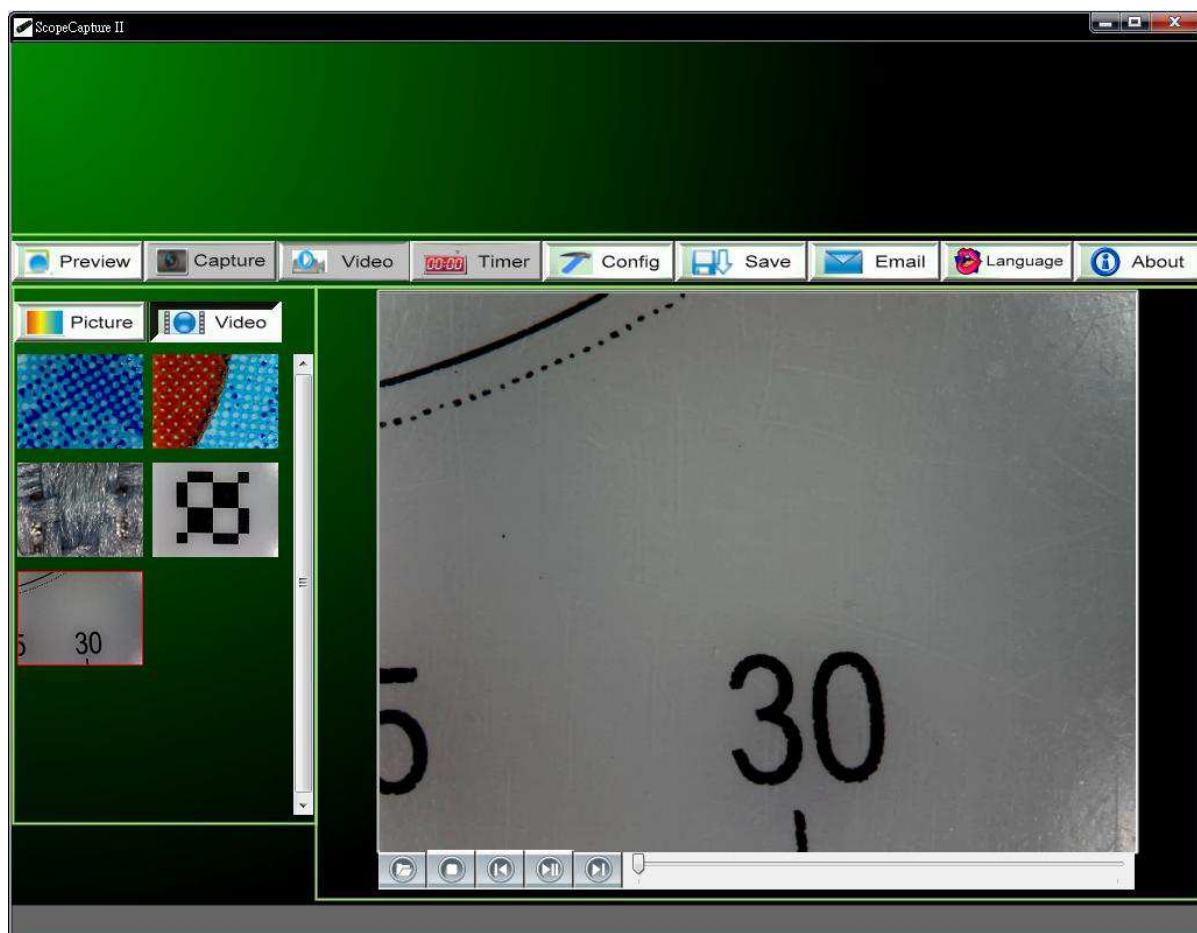 ScopeCapture II
Preview Capture Video 00:00 Timer Config Save Email Language About
Picture Video
5 30
5 30